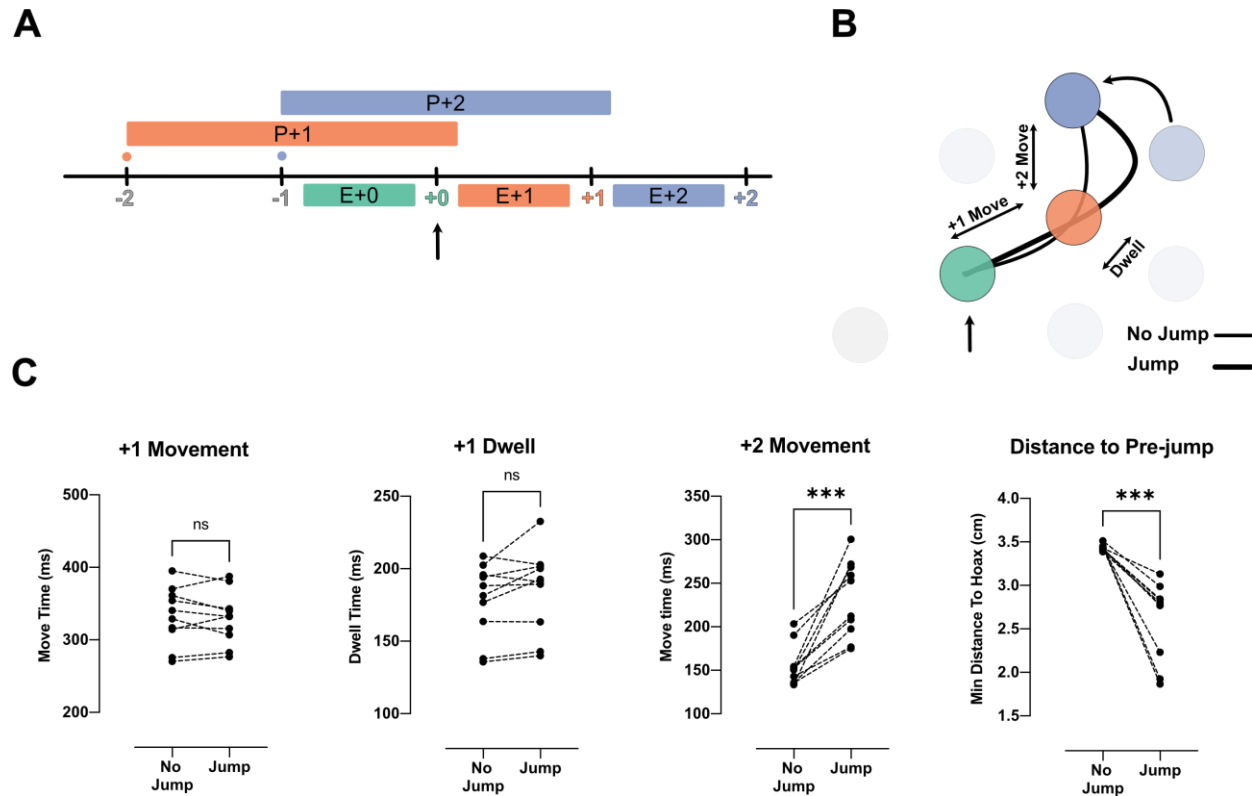 A
P+2
P+1
E+0
E+1
E+2
-2
-1
+0
+1
+2
B
+2 Move
+1 Move
Dwell
No Jump
Jump
C
+1 Movement
ns
Move Time (ms)
500
400
300
200
No
Jump
Jump
+1 Dwell
ns
Dwell Time (ms)
250
200
150
100
No
Jump
Jump
+2 Movement
***
Move time (ms)
350
300
250
200
150
100
No
Jump
Jump
Distance to Pre-jump
***
Min Distance To Hoax (cm)
4.0
3.5
3.0
2.5
2.0
1.5
No
Jump
Jump